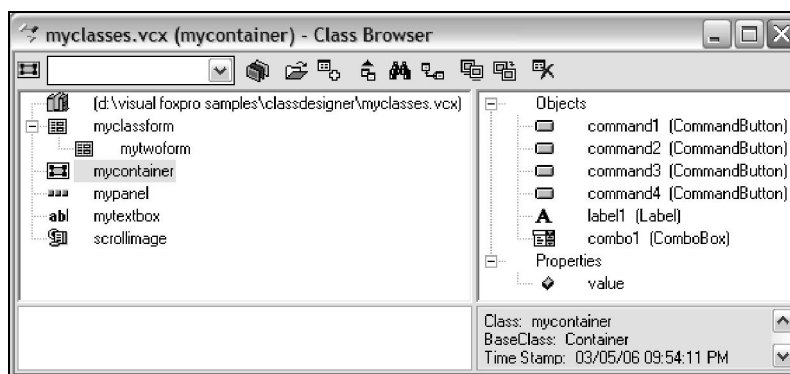 myclasses.vcx (mycontainer) - Class Browser
(d:\visual foxpro samples\classdesigner\myclasses.vcx)
myclassform
mytwoform
mycontainer
mypanel
abl mytextbox
scrollimage
Objects
command1 (CommandButton)
command2 (CommandButton)
command3 (CommandButton)
command4 (CommandButton)
A label1 (Label)
combo1 (ComboBox)
Properties
value
Class: mycontainer
BaseClass: Container
Time Stamp: 03/05/06 09:54:11 PM